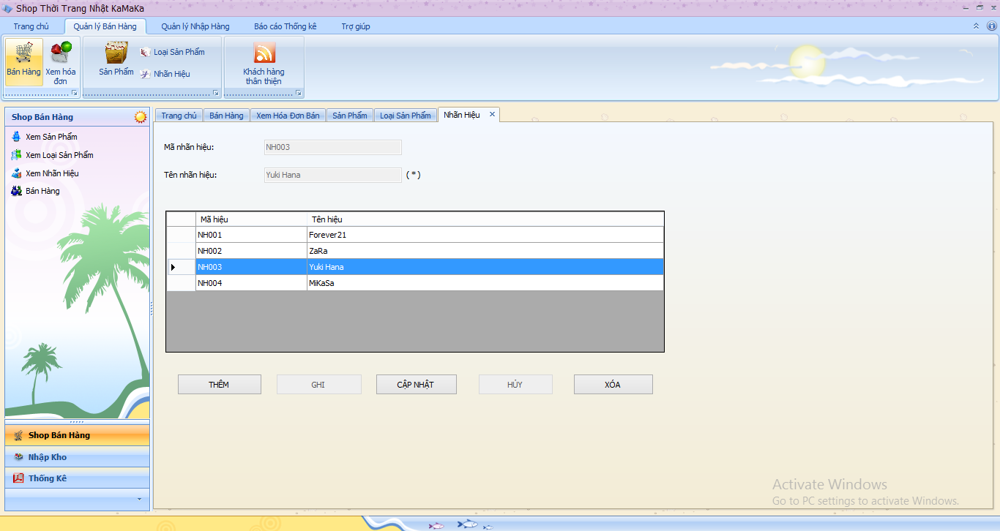 Shop Thời Trang Nhật KaMaKa
Trang chủ Quản lý Bán Hàng Quản lý Nhập Hàng Báo cáo Thống kê Trợ giúp
Bán Hàng Xem hóa đơn Sản Phẩm Loại Sản Phẩm Nhãn Hiệu Khách hàng thân thiện
Shop Bán Hàng
Xem Sản Phẩm
Xem Loại Sản Phẩm
Xem Nhãn Hiệu
Bán Hàng
Trang chủ Bán Hàng Xem Hóa Đơn Bán Sản Phẩm Loại Sản Phẩm Nhãn Hiệu
Mã nhãn hiệu: NH003
Tên nhãn hiệu: Yuki Hana (*)
Mã hiệu Tên hiệu
NH001 Forever21
NH002 ZaRa
NH003 Yuki Hana
NH004 MiKaSa
THÊM GHI CẬP NHẬT HỦY XÓA
Shop Bán Hàng
Nhập Kho
Thống Kê
Activate Windows
Go to PC settings to activate Windows.